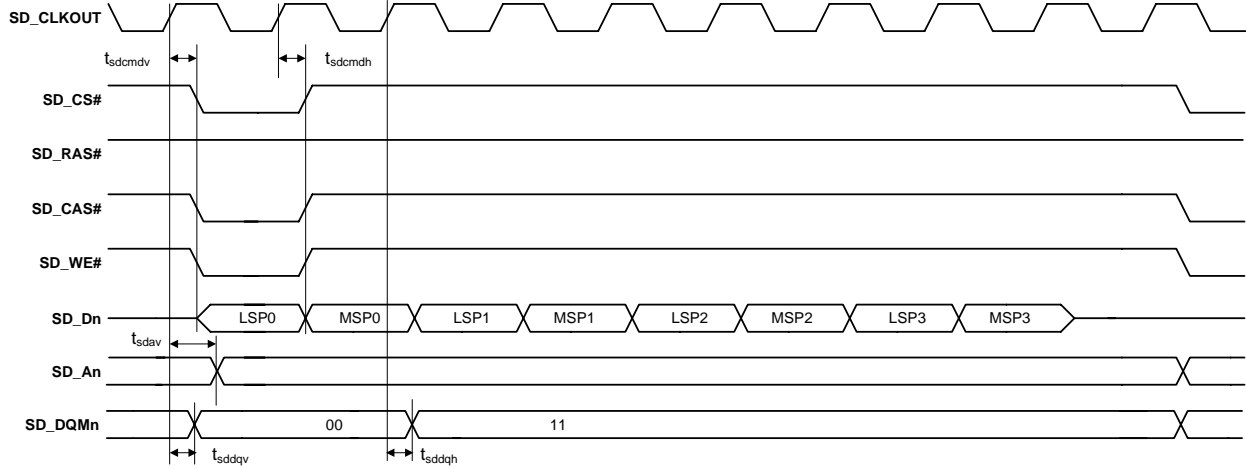 SD_CLKOUT
tsdcmdv
tsdcmdh
SD_CS#
SD_RAS#
SD_CAS#
SD_WE#
SD_Dn LSP0 MSP0 LSP1 MSP1 LSP2 MSP2 LSP3 MSP3
tsdav
SD_An
SD_DQMn 00 11
tsddqv
tsddqh